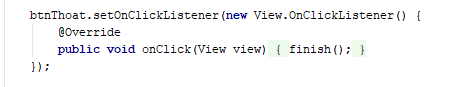 btnThoat.setOnClickListener(new View.OnClickListener() {
    @Override
    public void onClick(View view) { finish(); }
});